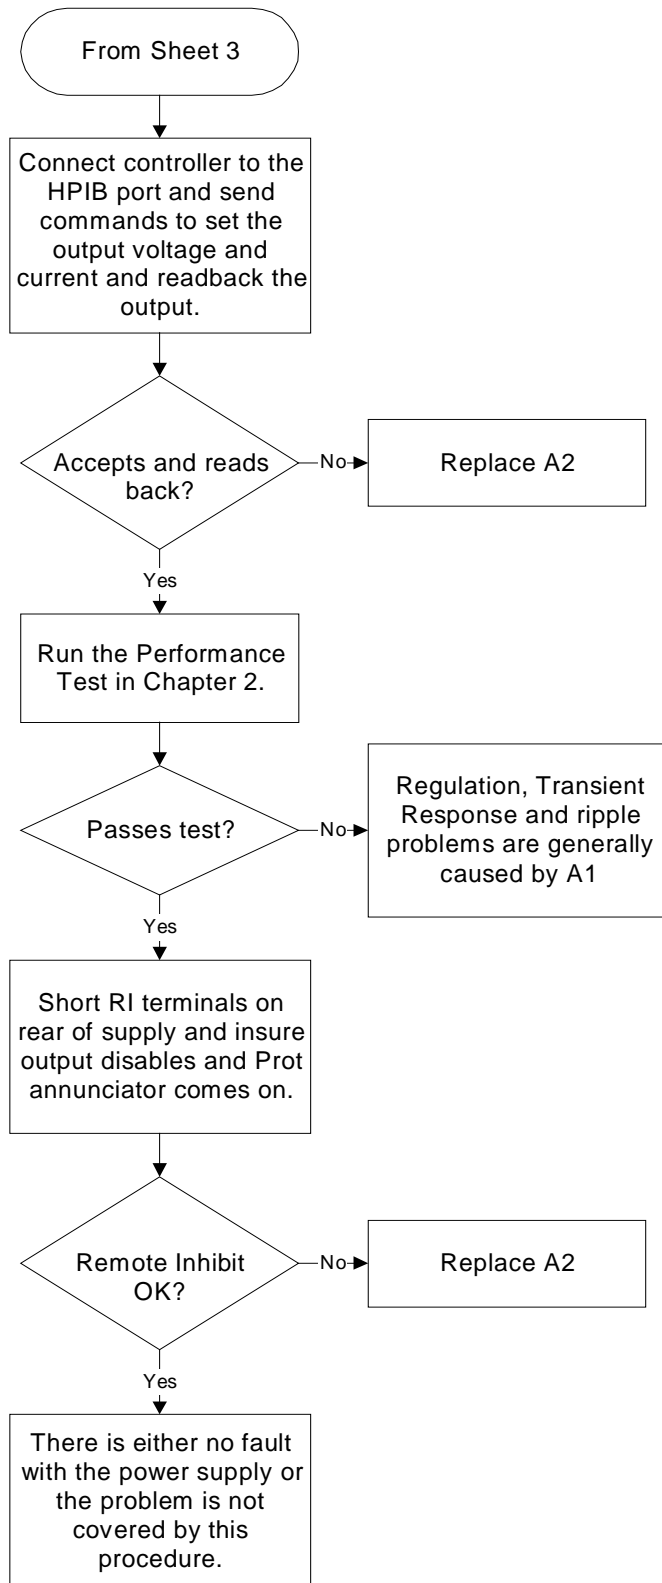 From Sheet 3
Connect controller to the
HPIB port and send
commands to set the
output voltage and
current and readback the
output.
Accepts and reads
back?
No
Replace A2
Yes
Run the Performance
Test in Chapter 2.
Passes test?
No
Regulation, Transient
Response and ripple
problems are generally
caused by A1
Yes
Short RI terminals on
rear of supply and insure
output disables and Prot
annunciator comes on.
Remote Inhibit
OK?
No
Replace A2
Yes
There is either no fault
with the power supply or
the problem is not
covered by this
procedure.